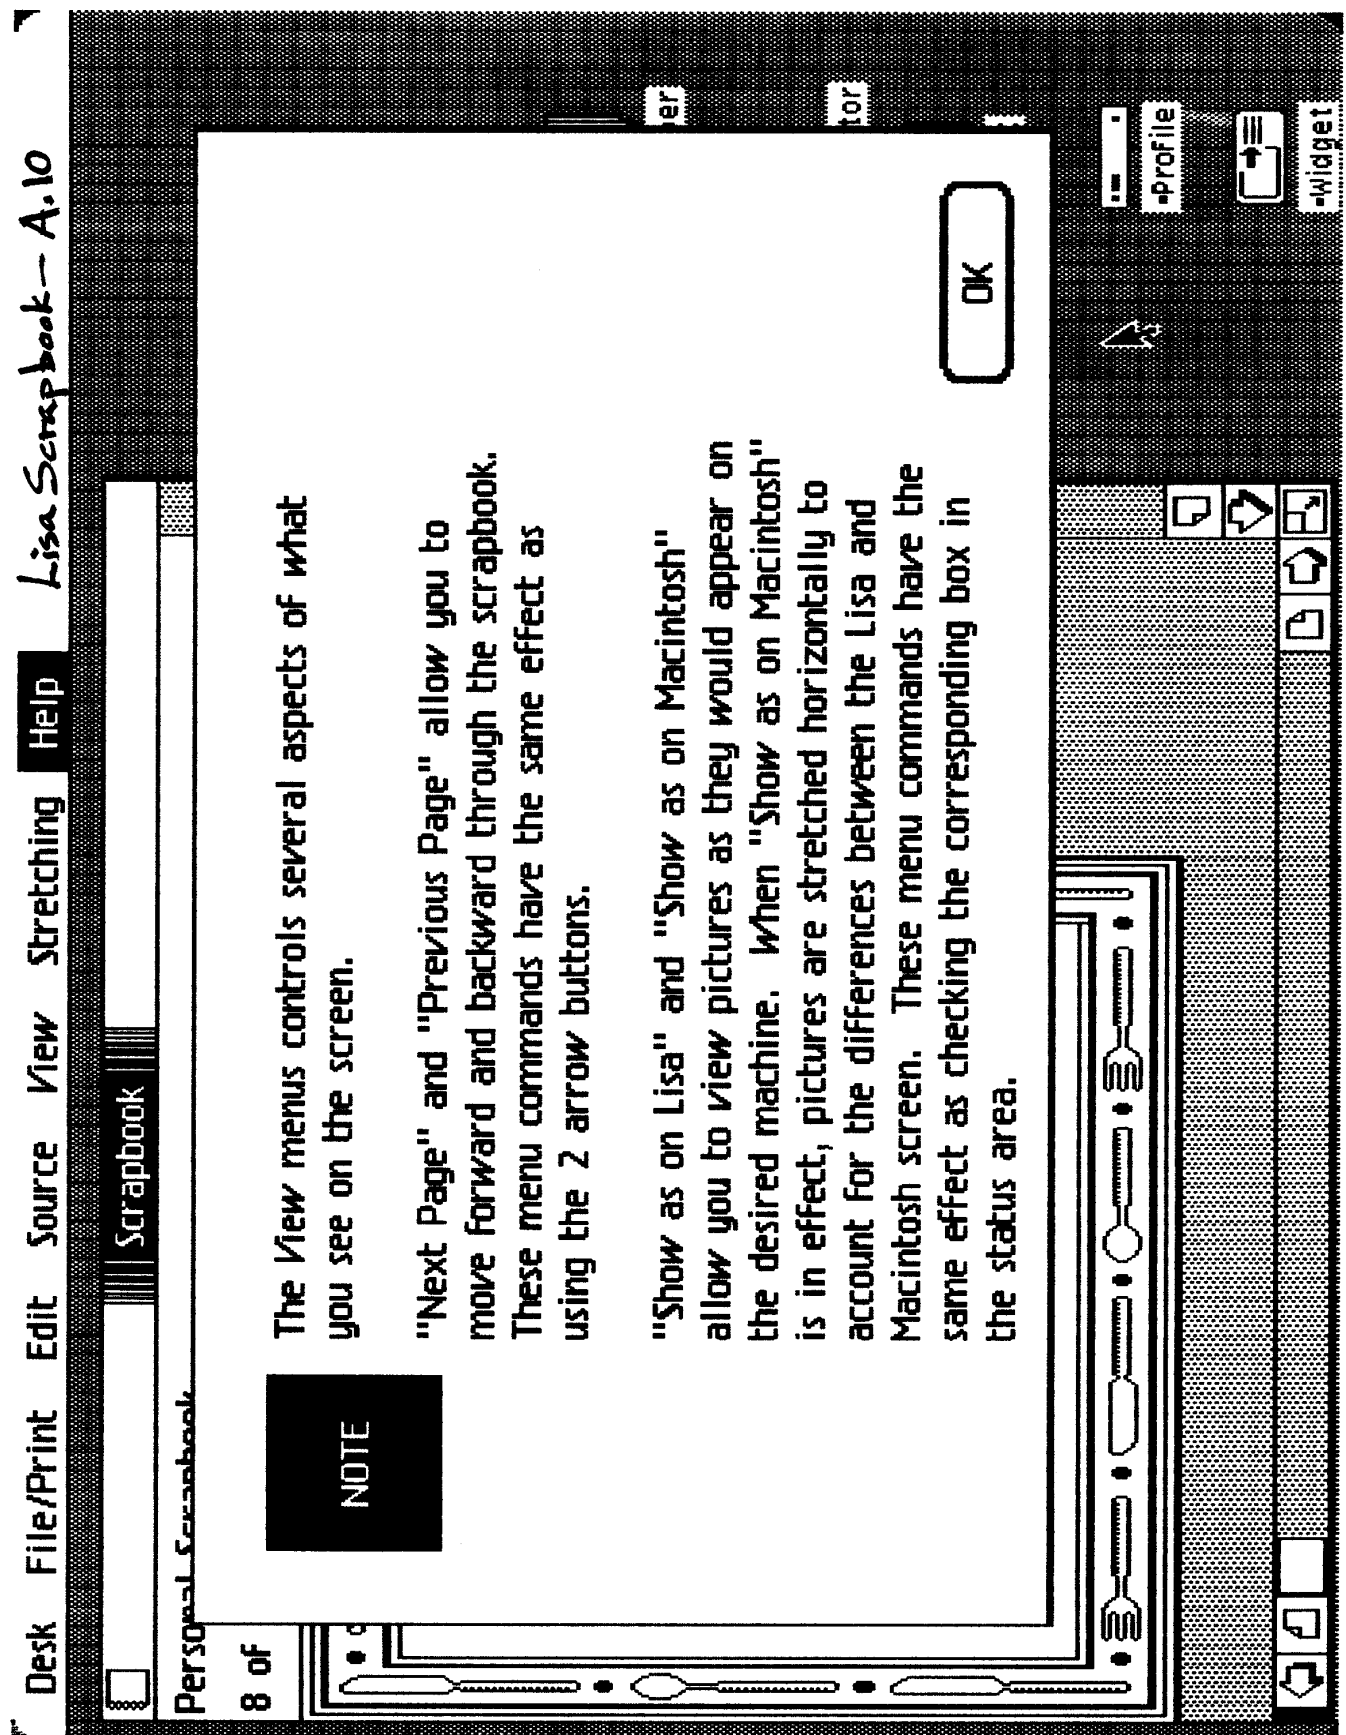 Desk File/Print Edit Source View Stretching Help Lisa Scrapbook — A.10
Scrapbook
Personal Scrapbook
8 of
NOTE
The View menus controls several aspects of what
you see on the screen.
"Next Page" and "Previous Page" allow you to
move forward and backward through the scrapbook.
These menu commands have the same effect as
using the 2 arrow buttons.
"Show as on Lisa" and "Show as on Macintosh"
allow you to view pictures as they would appear on
the desired machine. When "Show as on Macintosh"
is in effect, pictures are stretched horizontally to
account for the differences between the Lisa and
Macintosh screen. These menu commands have the
same effect as checking the corresponding box in
the status area.
OK
er
tor
Profile
Widget